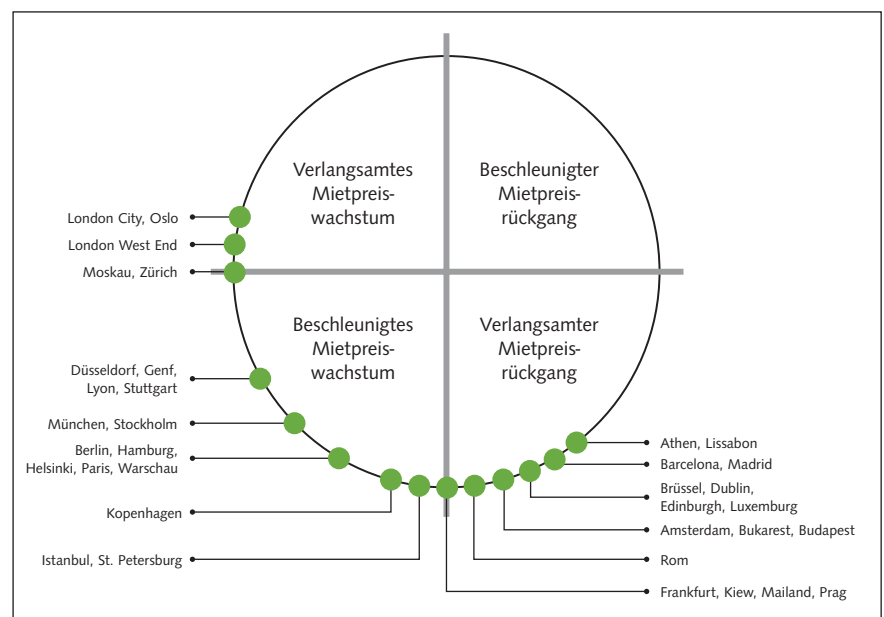 Verlangsamtes
Mietpreis-
wachstum
Beschleunigter
Mietpreis-
rückgang
London City, Oslo
London West End
Moskau, Zürich
Beschleunigtes
Mietpreis-
wachstum
Verlangsamter
Mietpreis-
rückgang
Düsseldorf, Genf,
Lyon, Stuttgart
München, Stockholm
Berlin, Hamburg,
Helsinki, Paris, Warschau
Kopenhagen
Istanbul, St. Petersburg
Athen, Lissabon
Barcelona, Madrid
Brüssel, Dublin,
Edinburgh, Luxemburg
Amsterdam, Bukarest, Budapest
Rom
Frankfurt, Kiew, Mailand, Prag